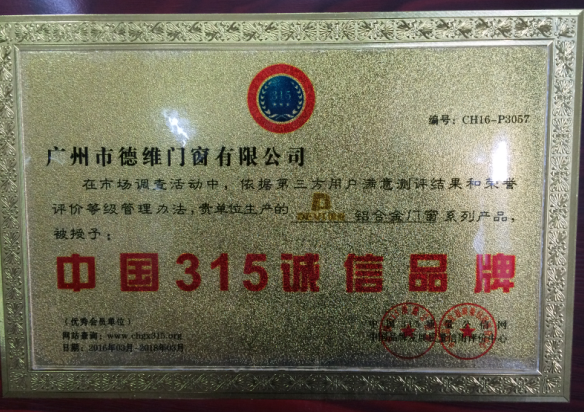 315
编号：CH16-P3057
广州市德维门窗有限公司
在市场调查活动中，依据第三方用户满意测评结果和荣誉
评价等级管理办法，贵单位生产的 铝合金门窗系列产品，
被授予：
中国315诚信品牌
（优秀会员单位）
网站查询：www.chgx315.org
日期：2016年03月-2018年03月